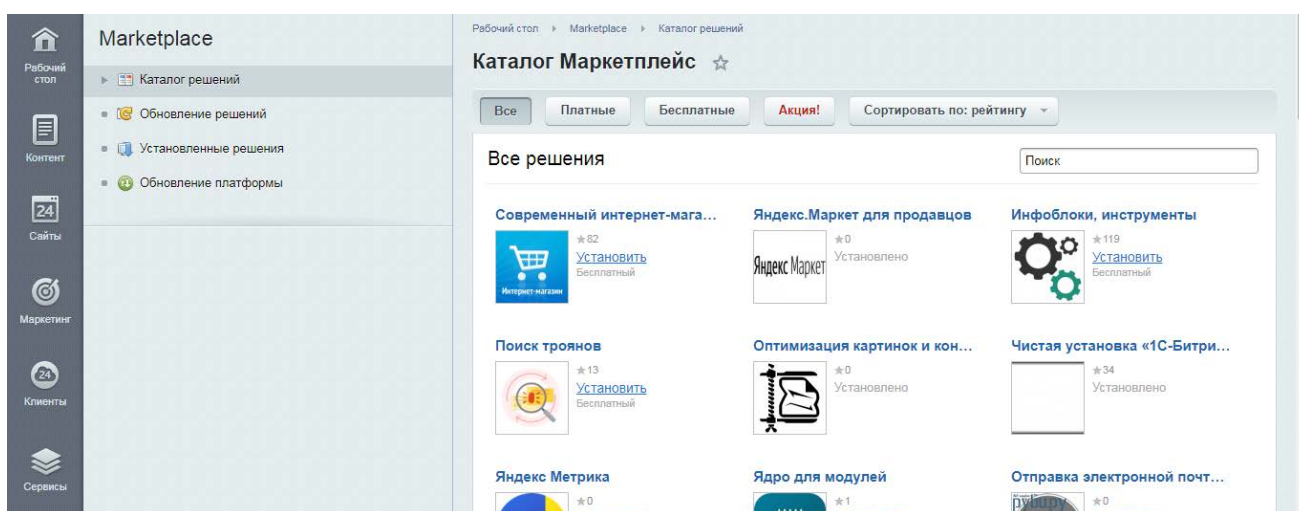 Рабочий
стол
Контент
24
Сайты
Маркетинг
24
Клиенты
Сервисы
Marketplace
Каталог решений
Обновление решений
Установленные решения
Обновление платформы
Рабочий стол Marketplace Каталог решений
Каталог Маркетплейс
Все Платные Бесплатные Акция! Сортировать по: рейтингу
Все решения
Поиск
Современный интернет-мага...
82
Установить
Бесплатный
Интернет-магазин
Яндекс.Маркет для продавцов
0
Установлено
Яндекс Маркет
Инфоблоки, инструменты
119
Установить
Бесплатный
Поиск троянов
13
Установить
Бесплатный
Оптимизация картинок и кон...
0
Установлено
Чистая установка «1С-Битри...
34
Установлено
Яндекс Метрика
0
Ядро для модулей
1
Отправка электронной почт...
0